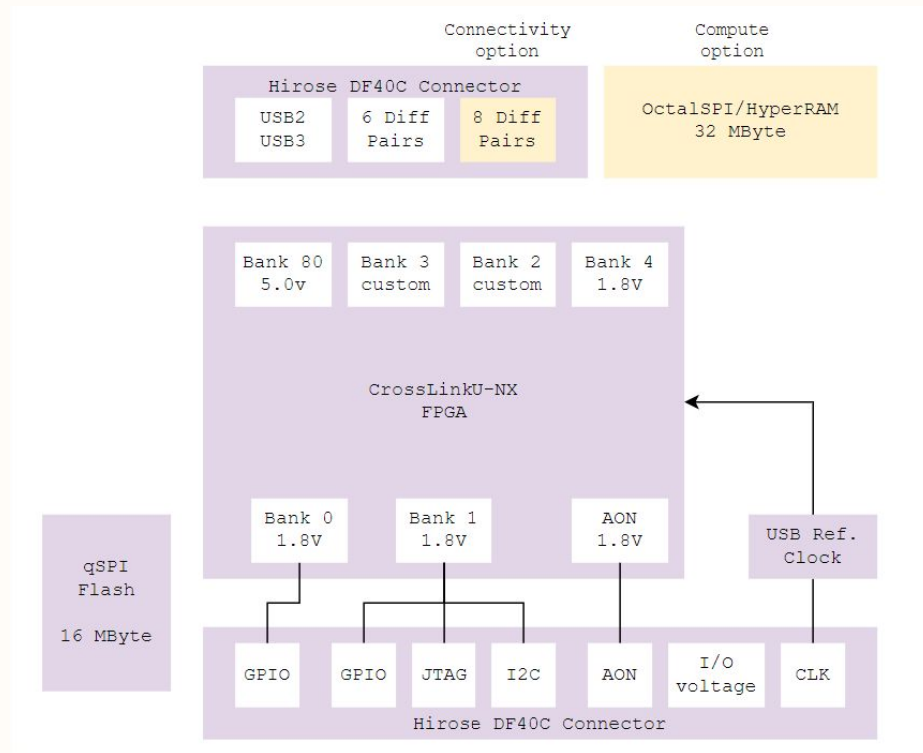 Connectivity
option
Compute
option
Hirose DF40C Connector
USB2
USB3
6 Diff
Pairs
8 Diff
Pairs
OctalSPI/HyperRAM
32 MByte
Bank 80
5.0v
Bank 3
custom
Bank 2
custom
Bank 4
1.8V
CrossLinkU-NX
FPGA
Bank 0
1.8V
Bank 1
1.8V
AON
1.8V
qSPI
Flash
16 MByte
USB Ref.
Clock
GPIO
GPIO
JTAG
I2C
AON
I/O
voltage
CLK
Hirose DF40C Connector